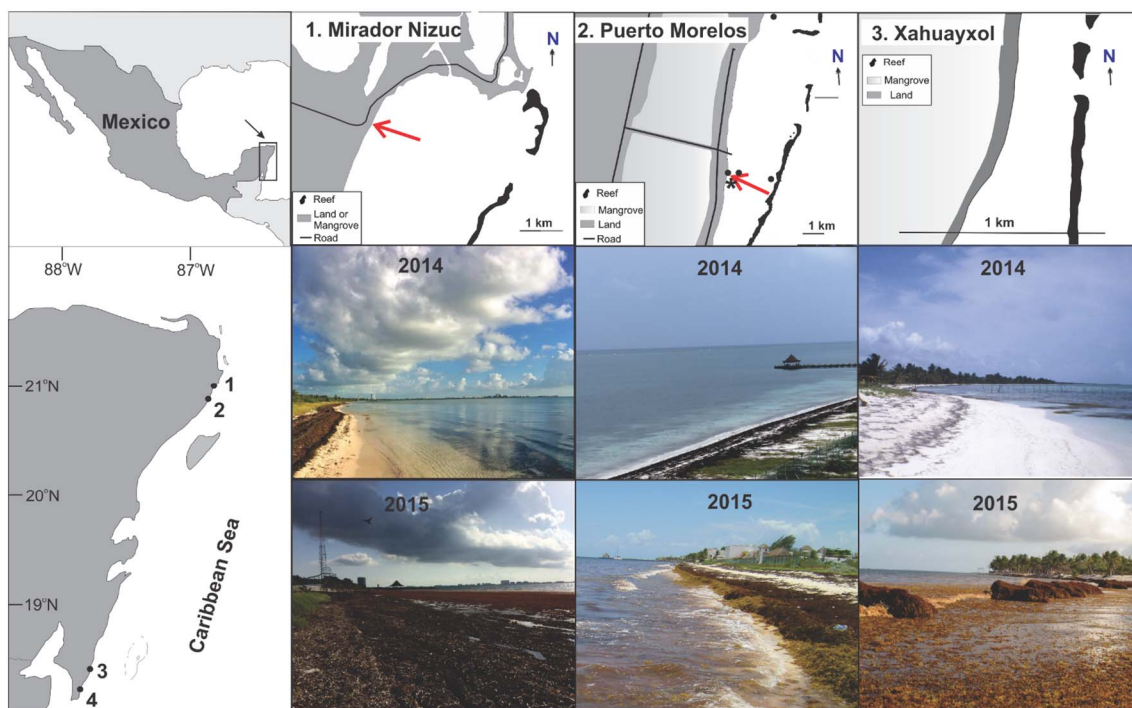 Mexico
1. Mirador Nizuc
N
Reef
Land or
Mangrove
Road
1 km
2. Puerto Morelos
N
*
Reef
Mangrove
Land
Road
1 km
3. Xahuayxol
Reef
Mangrove
Land
N
1 km
88°W
87°W
21°N
20°N
19°N
1
2
3
4
Caribbean Sea
2014
2014
2014
2015
2015
2015